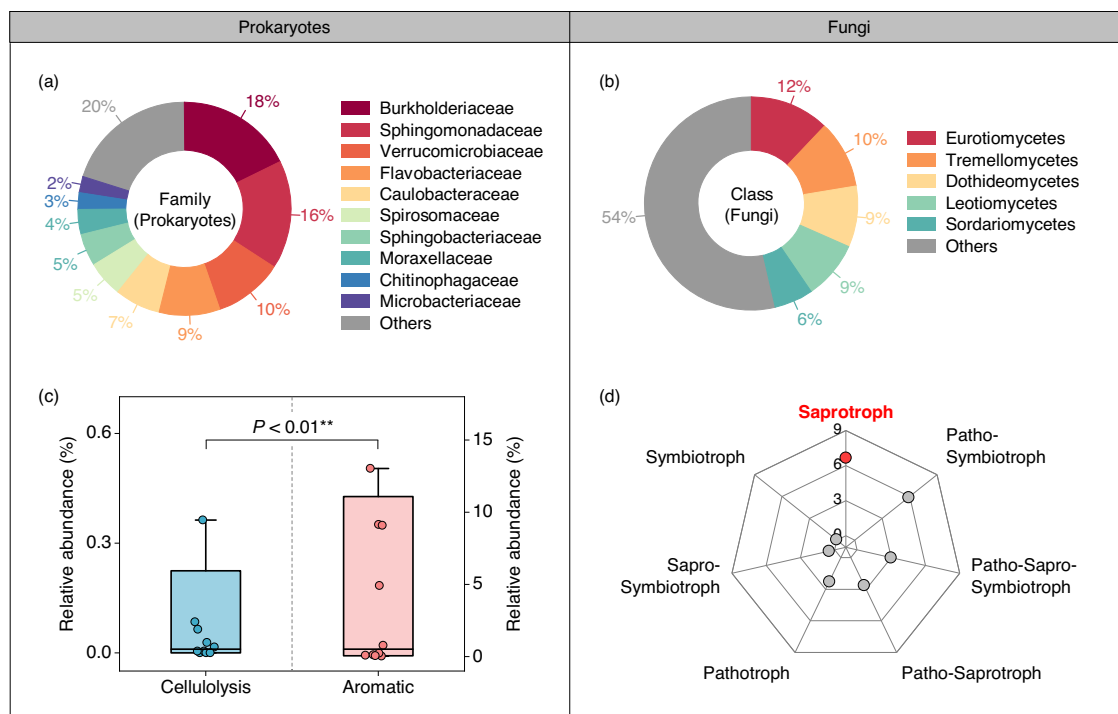 Prokaryotes
Fungi
(a)
18%
16%
10%
9%
7%
5%
5%
4%
3%
2%
20%
Family
(Prokaryotes)
Burkholderiaceae
Sphingomonadaceae
Verrucomicrobiaceae
Flavobacteriaceae
Caulobacteraceae
Spirosomaceae
Sphingobacteriaceae
Moraxellaceae
Chitinophagaceae
Microbacteriaceae
Others
(b)
12%
10%
9%
9%
6%
54%
Class
(Fungi)
Eurotiomycetes
Tremellomycetes
Dothideomycetes
Leotiomycetes
Sordariomycetes
Others
(c)
Relative abundance (%)
0.6
0.3
0.0
P < 0.01**
15
10
5
0
Relative abundance (%)
Cellulolysis
Aromatic
(d)
Saprotroph
9
6
3
0
Patho-
Symbiotroph
Patho-Sapro-
Symbiotroph
Patho-Saprotroph
Pathotroph
Sapro-
Symbiotroph
Symbiotroph